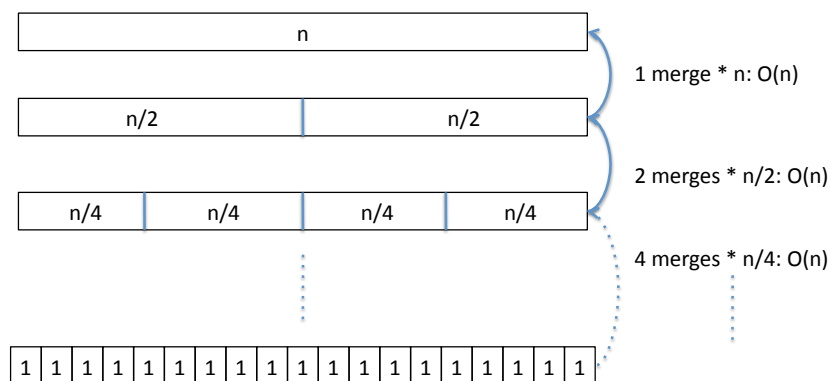 n
1 merge * n: O(n)
n/2 n/2
2 merges * n/2: O(n)
n/4 n/4 n/4 n/4
4 merges * n/4: O(n)
1 1 1 1 1 1 1 1 1 1 1 1 1 1 1 1 1 1 1